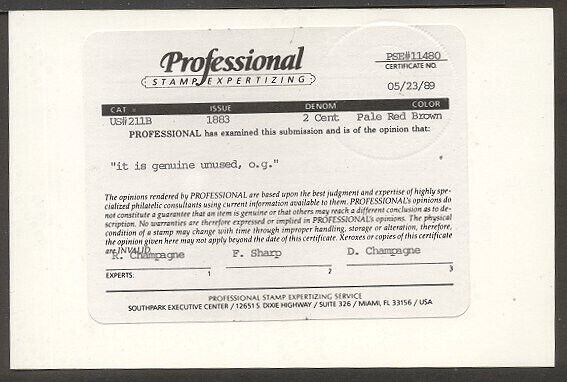 Professional
STAMP EXPERTIZING
PSE#11480
CERTIFICATE NO.
05/23/89
CAT # ISSUE DENOM COLOR
US#211B 1883 2 Cent Pale Red Brown
PROFESSIONAL has examined this submission and is of the opinion that:
"it is genuine unused, o.g."
The opinions rendered by PROFESSIONAL are based upon the best judgment and expertise of highly spe-
cialized philatelic consultants using current information available to them. PROFESSIONAL'S opinions do
not constitute a guarantee that an item is genuine or that others may reach a different conclusion as to de-
scription. No warranties are therefore expressed or implied in PROFESSIONAL'S opinions. The physical
condition of a stamp may change with time through improper handling, storage or alteration, therefore,
the opinion given here may not apply beyond the date of this certificate. Xeroxes or copies of this certificate
are INVALID.
R. Champagne F. Sharp D. Champagne
EXPERTS: 1 2 3
PROFESSIONAL STAMP EXPERTIZING SERVICE
SOUTHPARK EXECUTIVE CENTER / 12651 S. DIXIE HIGHWAY / SUITE 326 / MIAMI, FL 33156 / USA